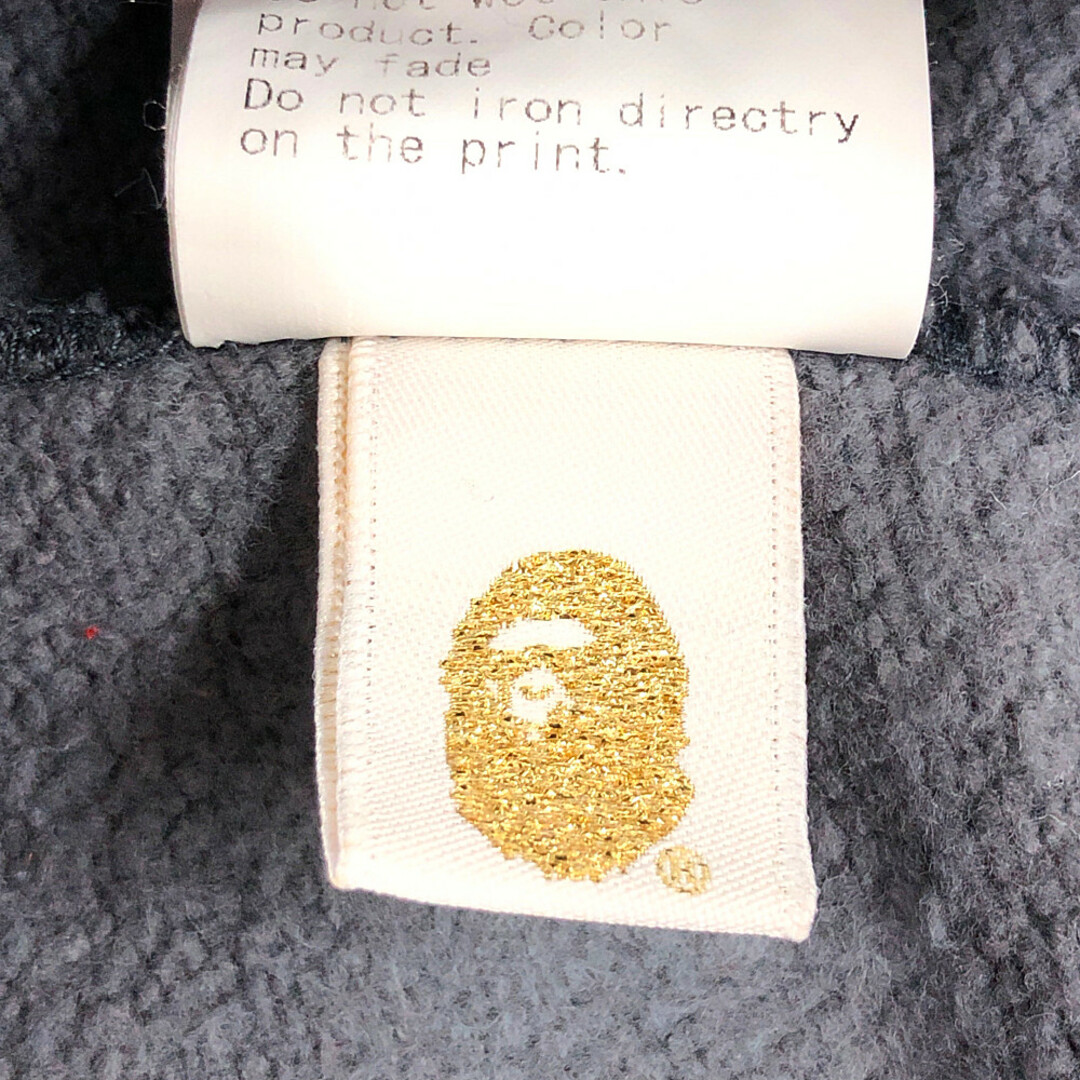 product. Color
may fade
Do not iron directry
on the print.
®